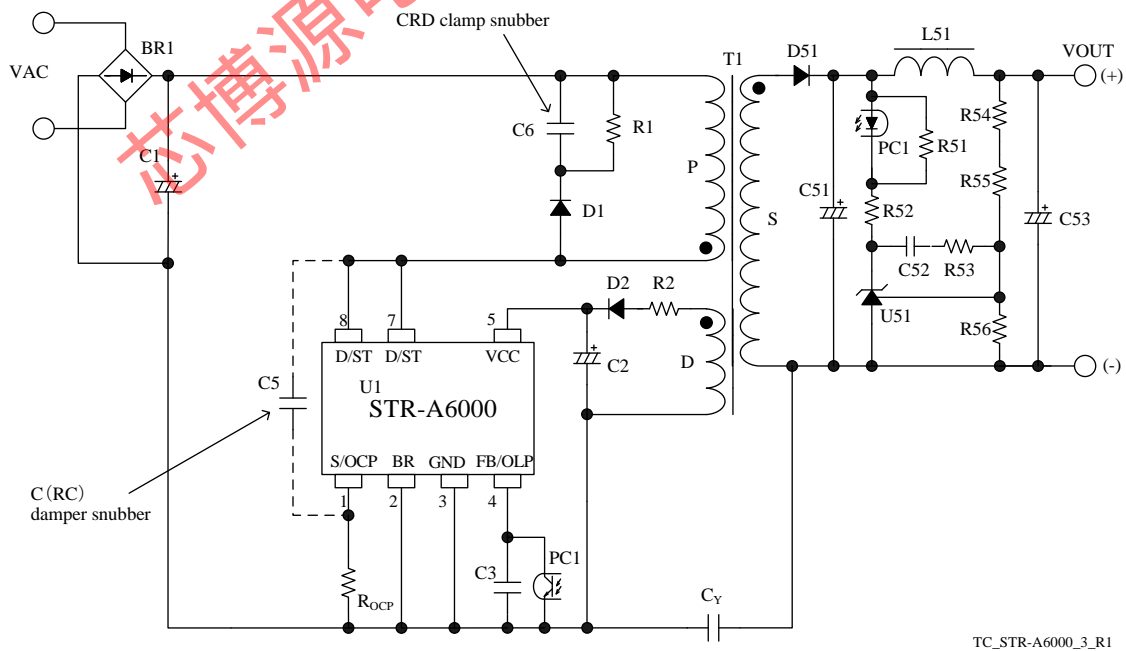 芯博源电
CRD clamp snubber
BR1
VAC
C1
C6
R1
D1
T1
P
S
D51
L51
VOUT
(+)
PC1
R51
R54
R55
C51
R52
C52
R53
C53
U51
R56
(-)
D2
R2
C2
D
8
7
5
D/ST
D/ST
VCC
U1
STR-A6000
C5
S/OCP
BR
GND
FB/OLP
1
2
3
4
C(RC)
damper snubber
ROCP
C3
PC1
CY
TC_STR-A6000_3_R1